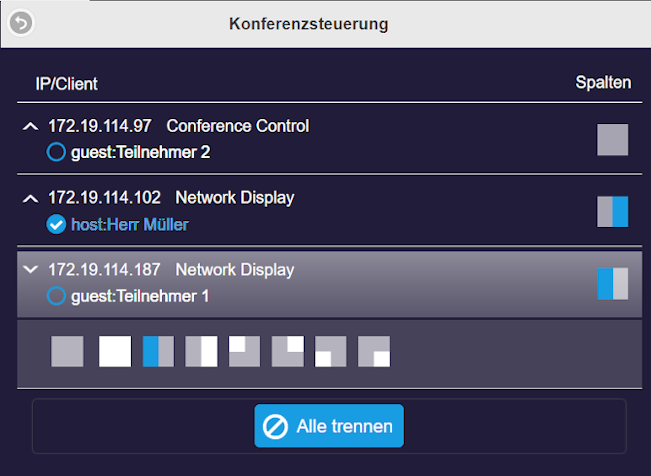 Konferenzsteuerung
IP/Client Spalten
172.19.114.97 Conference Control
guest:Teilnehmer 2
172.19.114.102 Network Display
host:Herr Müller
172.19.114.187 Network Display
guest:Teilnehmer 1
Alle trennen